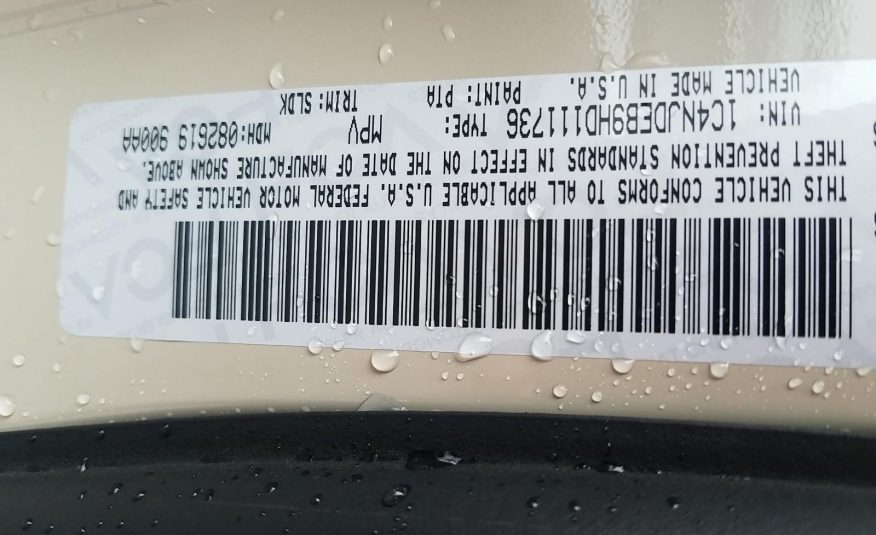 THIS VEHICLE CONFORMS TO ALL APPLICABLE U.S.A. FEDERAL MOTOR VEHICLE SAFETY AND
THEFT PREVENTION STANDARDS IN EFFECT ON THE DATE OF MANUFACTURE SHOWN ABOVE.
VIN: 1C4NJDEB9HD111736 TYPE: MPV MDH: 082619 900AA
VEHICLE MADE IN U.S.A. PAINT: PTA TRIM: SLDK